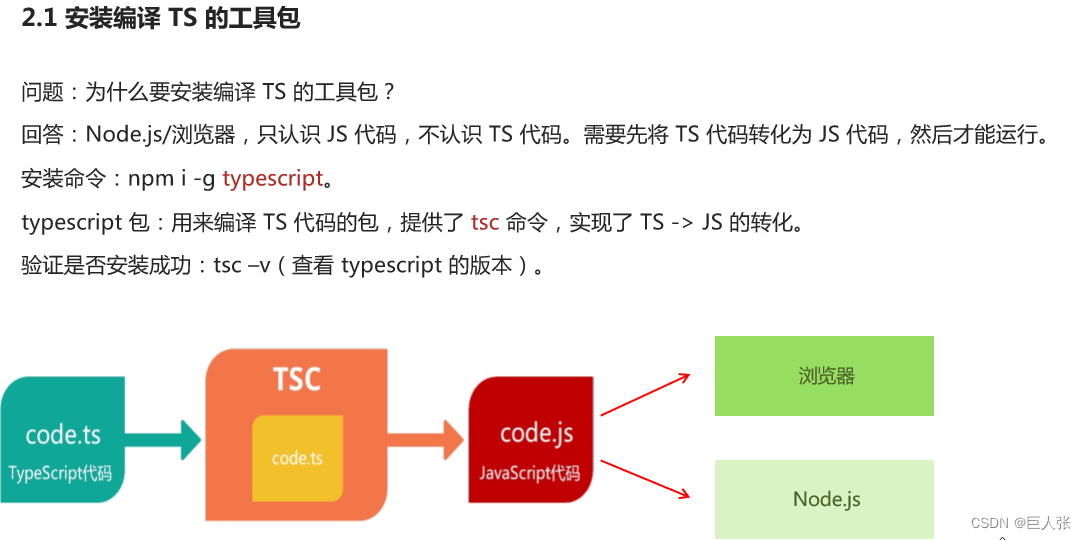 2.1 安装编译 TS 的工具包
问题：为什么要安装编译 TS 的工具包？
回答：Node.js/浏览器，只认识 JS 代码，不认识 TS 代码。需要先将 TS 代码转化为 JS 代码，然后才能运行。
安装命令：npm i -g typescript。
typescript 包：用来编译 TS 代码的包，提供了 tsc 命令，实现了 TS -> JS 的转化。
验证是否安装成功：tsc –v（查看 typescript 的版本）。
code.ts
TypeScript代码
TSC
code.ts
code.js
JavaScript代码
浏览器
Node.js
CSDN @巨人张